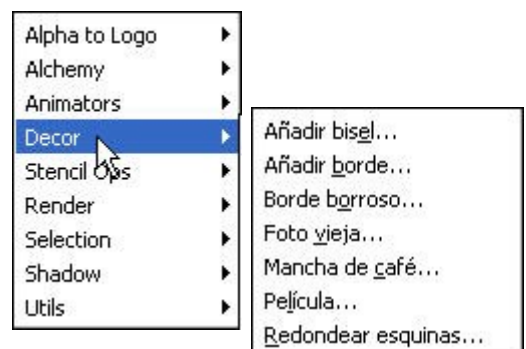 Alpha to Logo
Alchemy
Animators
Decor
Stencil Ops
Render
Selection
Shadow
Utils
Añadir bisel...
Añadir borde...
Borde borroso...
Foto vieja...
Mancha de café...
Película...
Redondear esquinas...